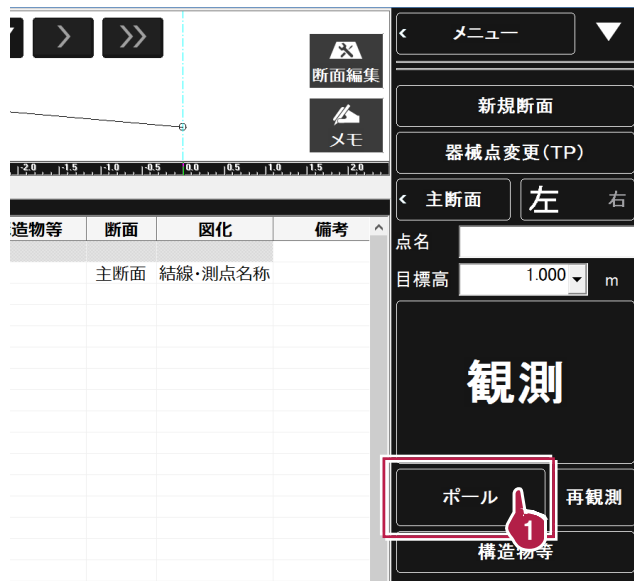 < メニュー ▼
> >>
断面編集
メモ
新規断面
器械点変更(TP)
-2.0 -1.5 -1.0 -0.5 0.0 0.5 1.0 1.5 2.0
< 主断面 左 右
造物等 断面 図化 備考
点名
主断面 結線・測点名称
目標高 1.000 m
観測
ポール 再観測
1
構造物等